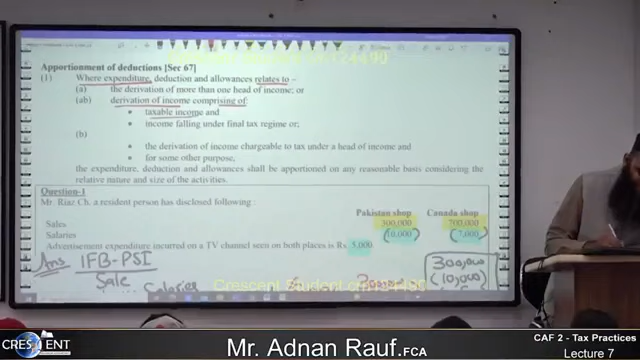 Apportionment of deductions [Sec 67]
(1) Where expenditure, deduction and allowances relates to –
(a) the derivation of more than one head of income; or
(ab) derivation of income comprising of:
• taxable income and
• income falling under final tax regime or;
(b)
• the derivation of income chargeable to tax under a head of income and
• for some other purpose,
the expenditure, deductions and allowances shall be apportioned on any reasonable basis considering the
relative nature and size of the activities.
Question-1
Mr. Riaz Ch. a resident person has disclosed following:
Pakistan shop Canada shop
Sales 300,000 700,000
Salaries (10,000) (7,000)
Advertisement expenditure incurred on a TV channel seen on both places is Rs. 5,000
Ans IFB-PSI
Sale
Salaries
300,000
(10,000)
Crescent Student
CRESCENT
Mr. Adnan Rauf.FCA
CAF 2 - Tax Practices
Lecture 7